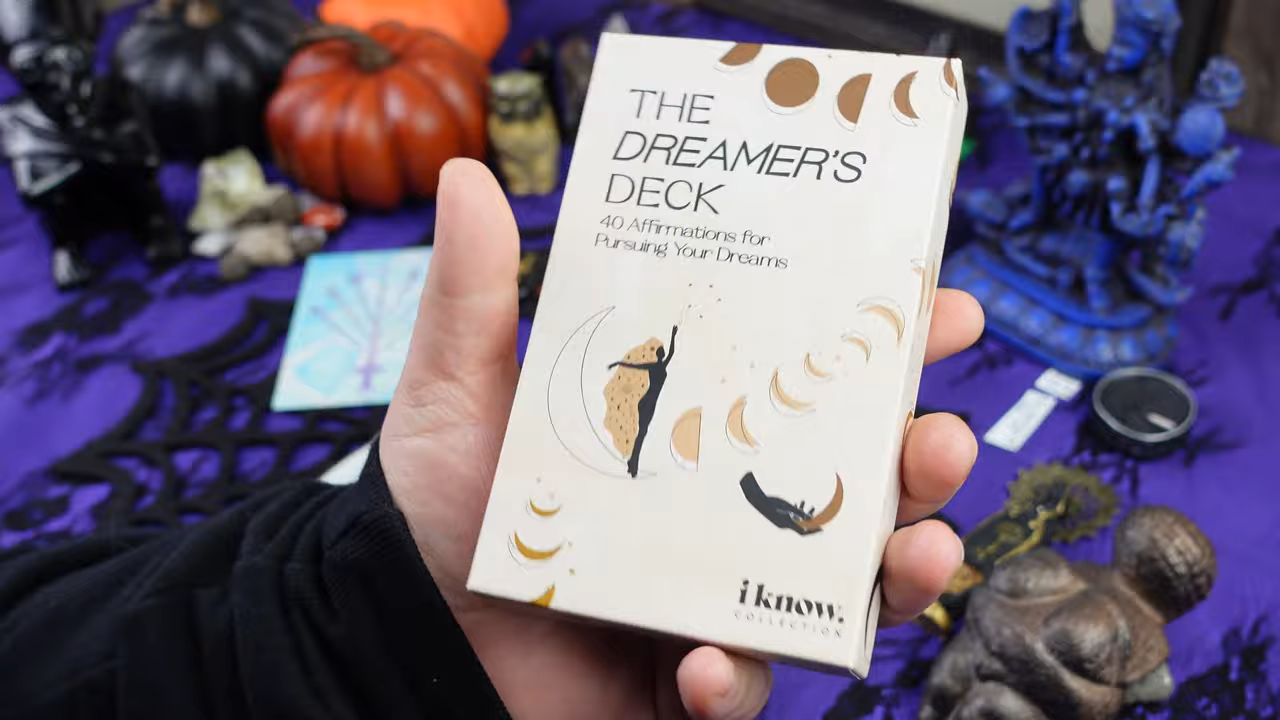 THE
DREAMER'S
DECK
40 Affirmations for
Pursuing Your Dreams
i know.
COLLECTION